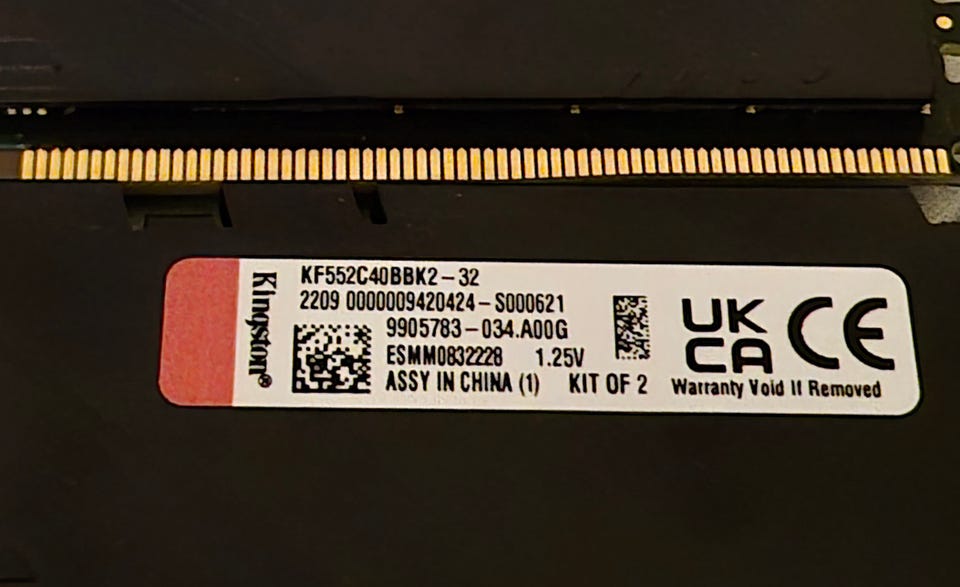 Kingston®
KF552C40BBK2-32
2209 0000009420424-S000621
9905783-034.A00G
ESMM0832228 1.25V
ASSY IN CHINA (1) KIT OF 2
UK
CA
CE
Warranty Void If Removed